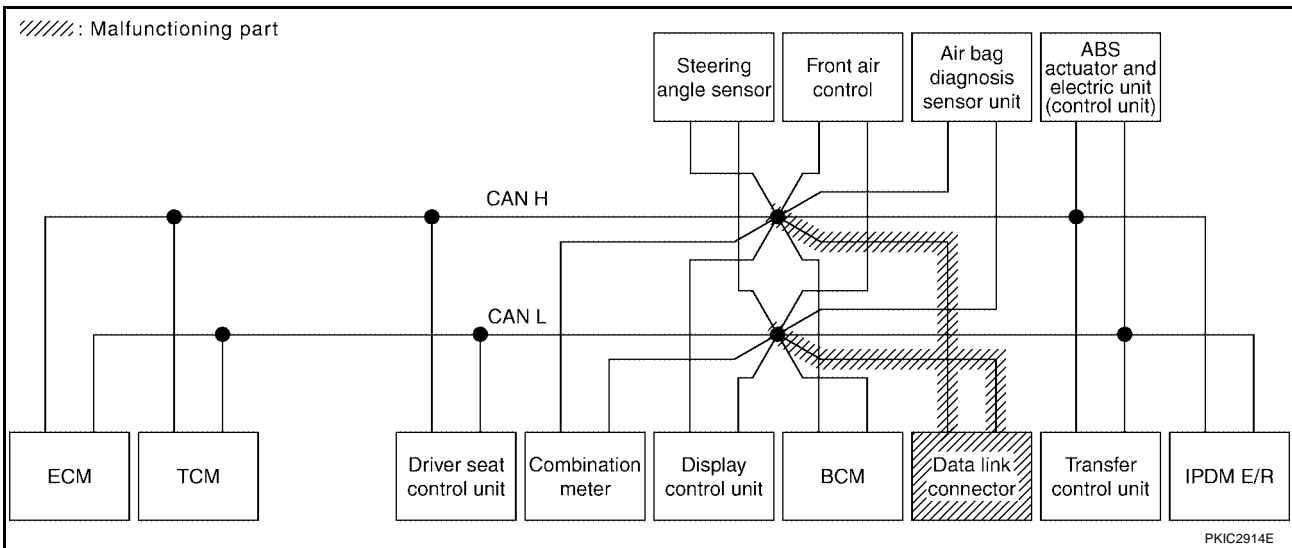 : Malfunctioning part
Steering
angle sensor
Front air
control
Air bag
diagnosis
sensor unit
ABS
actuator and
electric unit
(control unit)
CAN H
CAN L
ECM
TCM
Driver seat
control unit
Combination
meter
Display
control unit
BCM
Data link
connector
Transfer
control unit
IPDM E/R
PKIC2914E